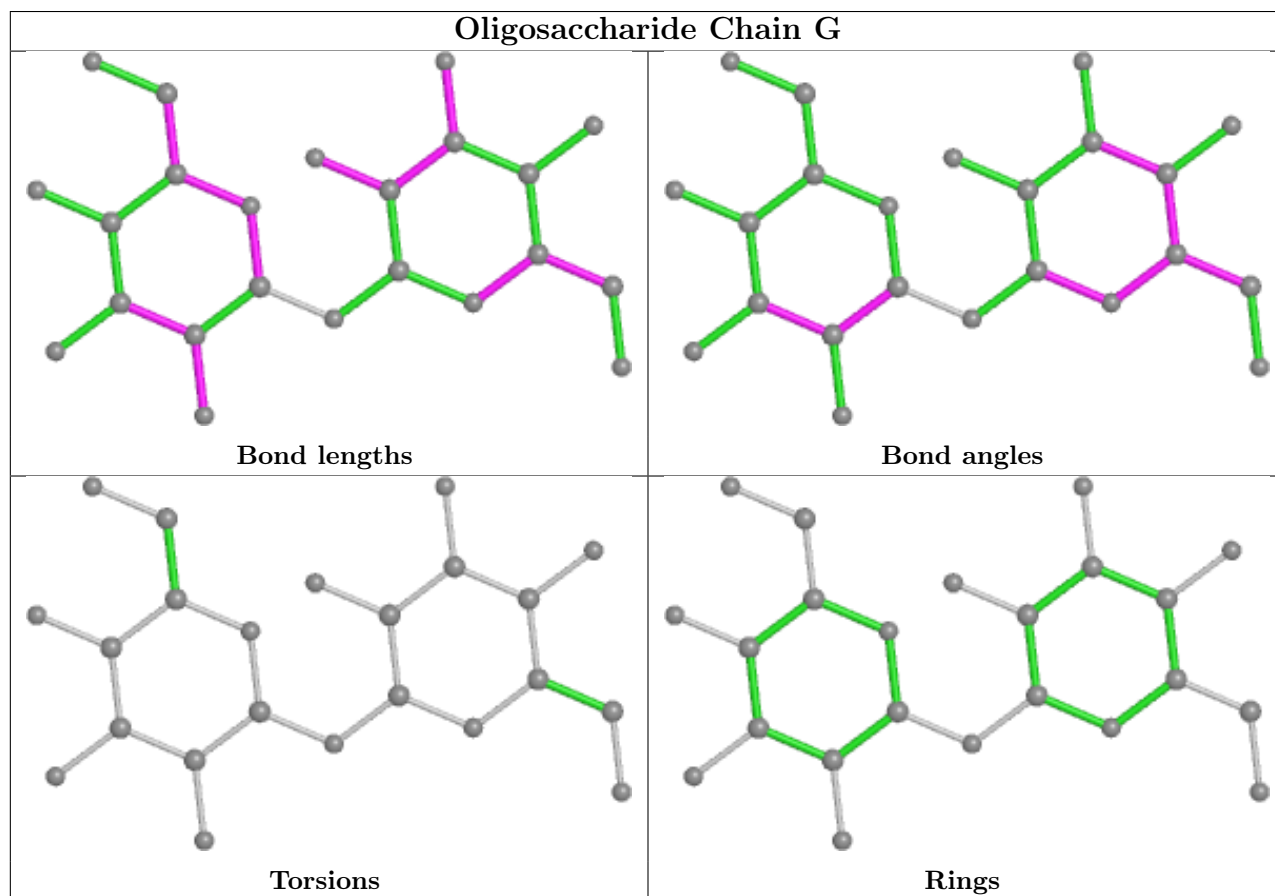 Oligosaccharide Chain G
Bond lengths
Bond angles
Torsions
Rings